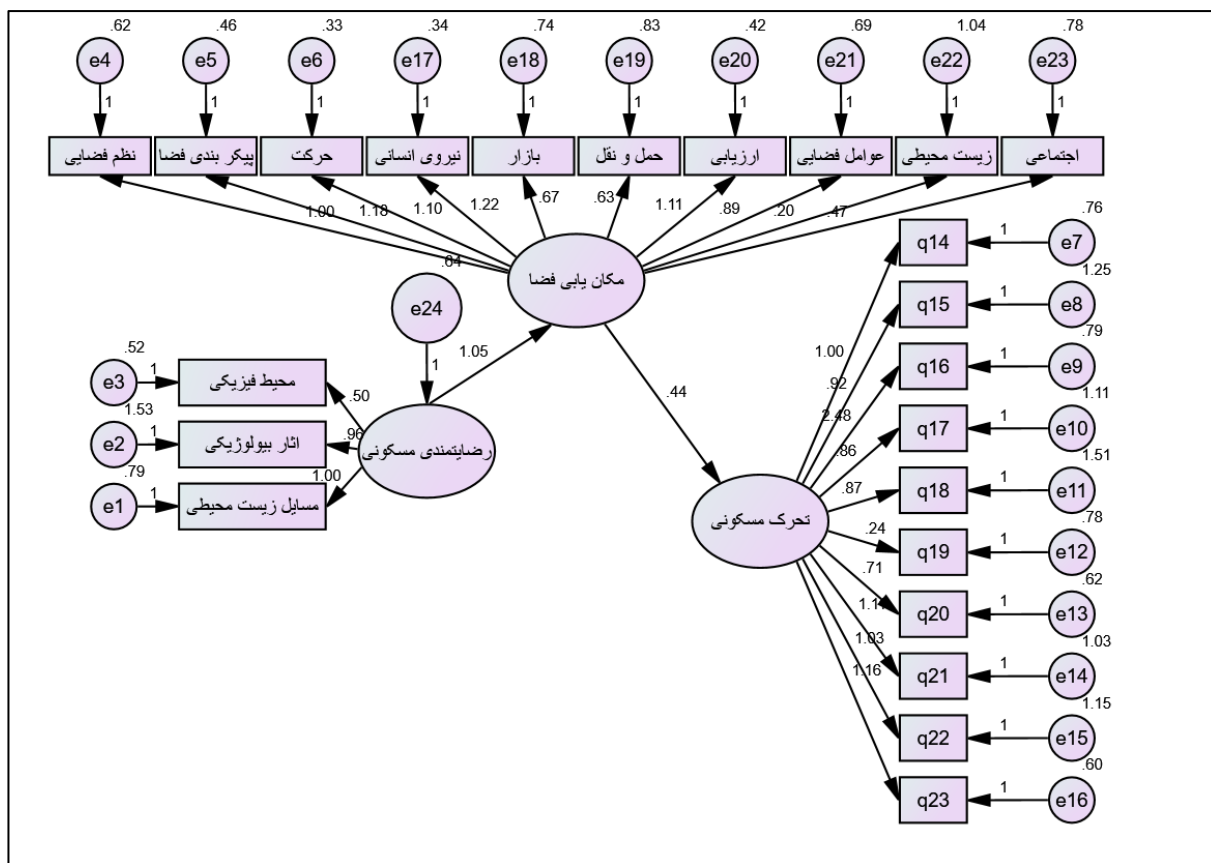 .62 .46 .33 .34 .74 .83 .42 .69 1.04 .78
e4 e5 e6 e17 e18 e19 e20 e21 e22 e23
1 1 1 1 1 1 1 1 1 1
نظم فضایی
پیکر بندی فضا
حرکت
نیروی انسانی
بازار
حمل و نقل
ارزیابی
عوامل فضایی
زیست محیطی
اجتماعی
1.00 1.18 1.10 1.22 .67 .63 1.11 .89 .20 .47
مکان یابی فضا
.64
e24
1
1.05
.44
.52
e3 1 محیط فیزیکی .50
1.53
e2 1 اثار بیولوژیکی .96
.79
e1 1 مسایل زیست محیطی 1.00
رضایتمندی مسکونی
تحرک مسکونی
.76
q14 1 e7
1.25
q15 1 e8
.79
1.00
q16 1 e9
.92
1.11
2.48
q17 1 e10
.86
1.51
.87
q18 1 e11
.78
.24
q19 1 e12
.71
.62
q20 1 e13
1.03
1.03
q21 1 e14
1.16
1.15
q22 1 e15
.60
q23 1 e16